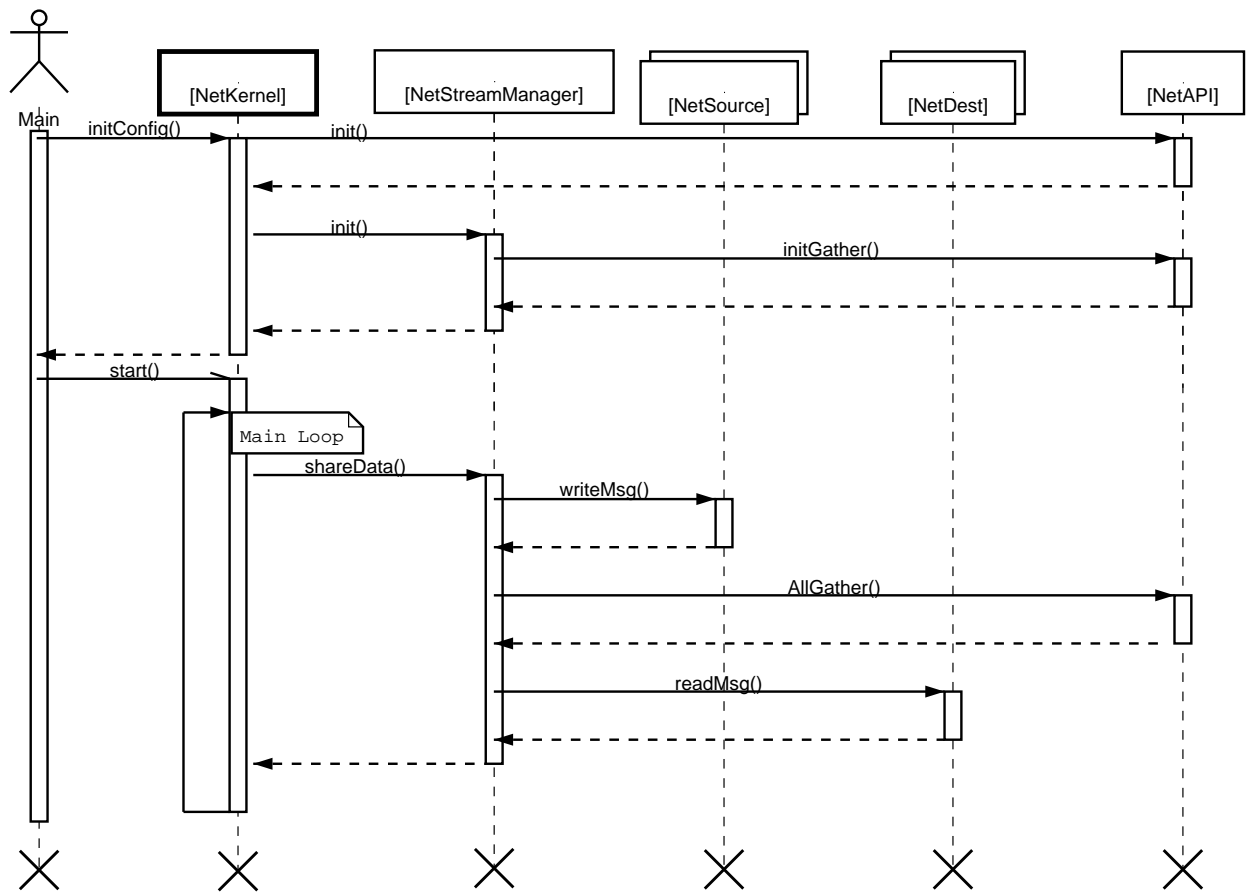 [NetKernel]
[NetStreamManager]
[NetSource]
[NetDest]
[NetAPI]
Main
initConfig()
init()
init()
initGather()
start()
Main Loop
shareData()
writeMsg()
AllGather()
readMsg()